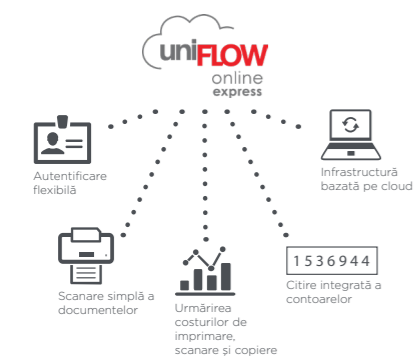 uniFLOW
online
express
Autentificare
flexibilă
Infrastructură
bazată pe cloud
Scanare simplă a
documentelor
Urmărirea
costurilor de
imprimare,
scanare și copiere
1536944
Citire integrată a
contoarelor